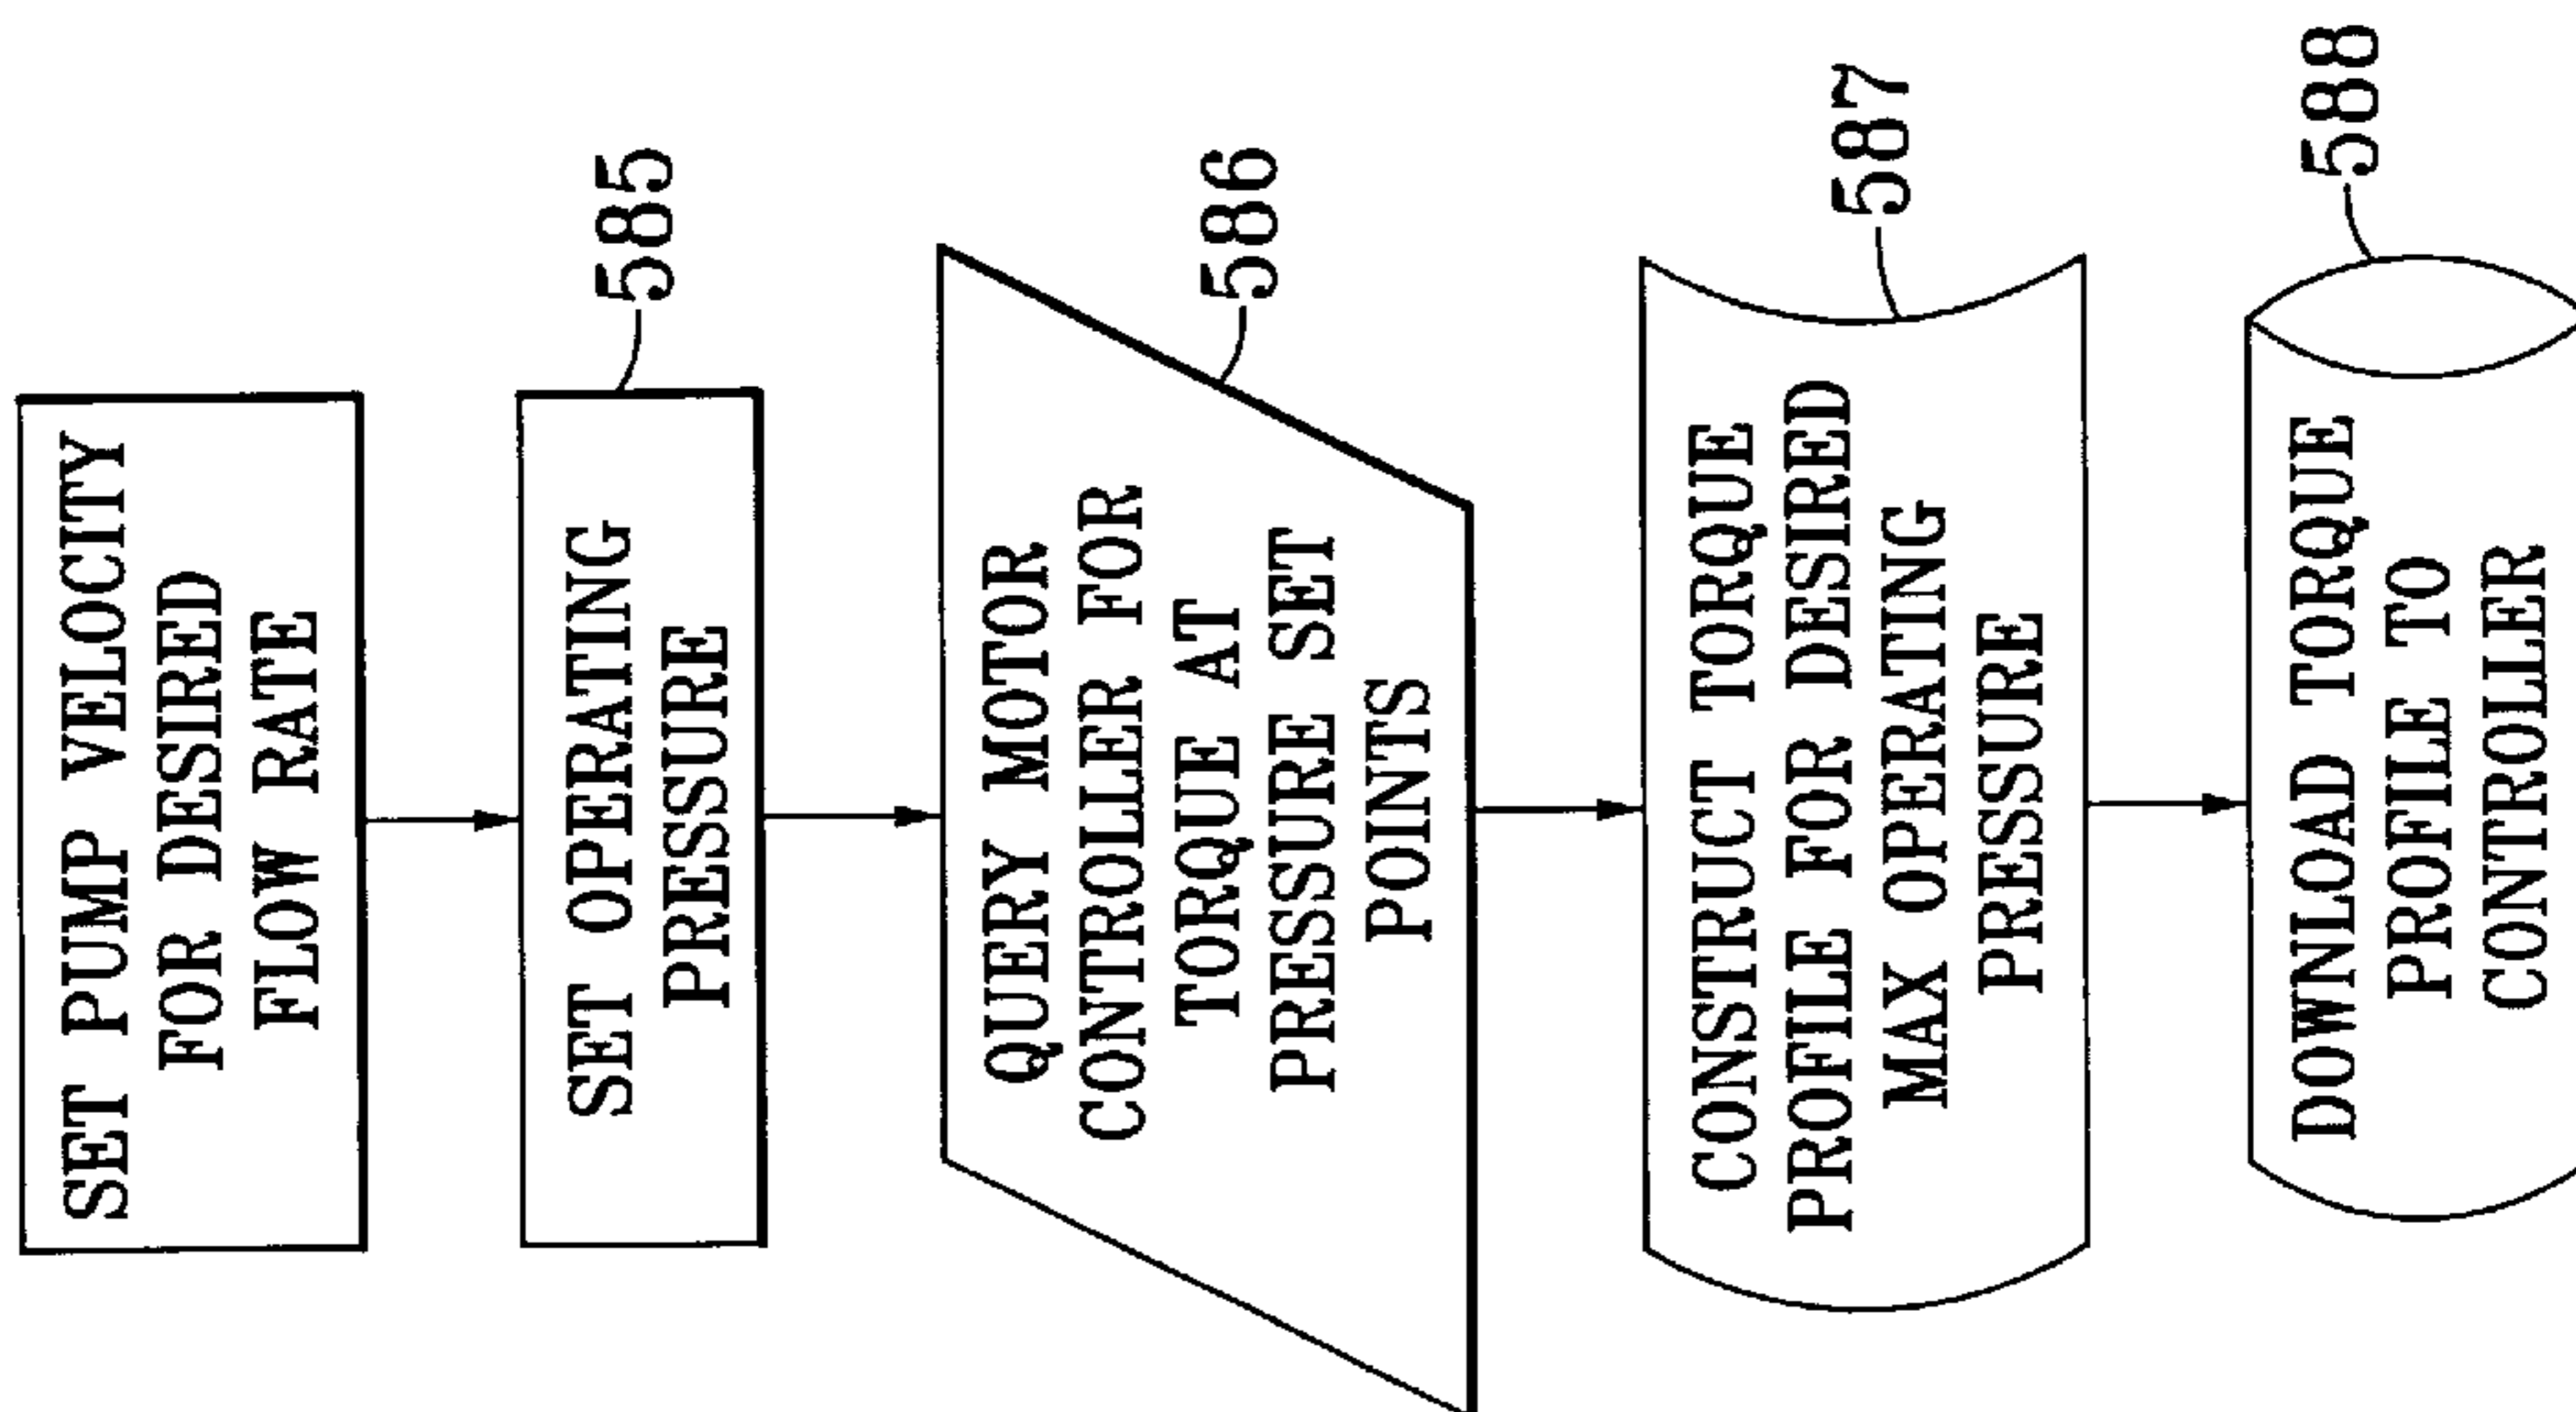 SET PUMP VELOCITY
FOR DESIRED
FLOW RATE
585
SET OPERATING
PRESSURE
586
QUERY MOTOR
CONTROLLER FOR
TORQUE AT
PRESSURE SET
POINTS
587
CONSTRUCT TORQUE
PROFILE FOR DESIRED
MAX OPERATING
PRESSURE
588
DOWNLOAD TORQUE
PROFILE TO
CONTROLLER